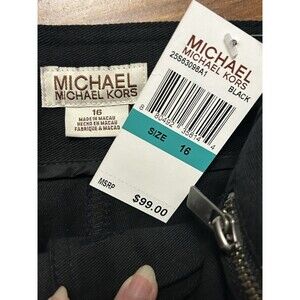 MICHAEL
MICHAEL KORS
16
MADE IN MACAU
HECHO EN MACAU
FABRIQUÉ A MACAO
MICHAEL
MICHAEL KORS
25S63098A1
BLACK
SIZE 16
MSRP
$99.00